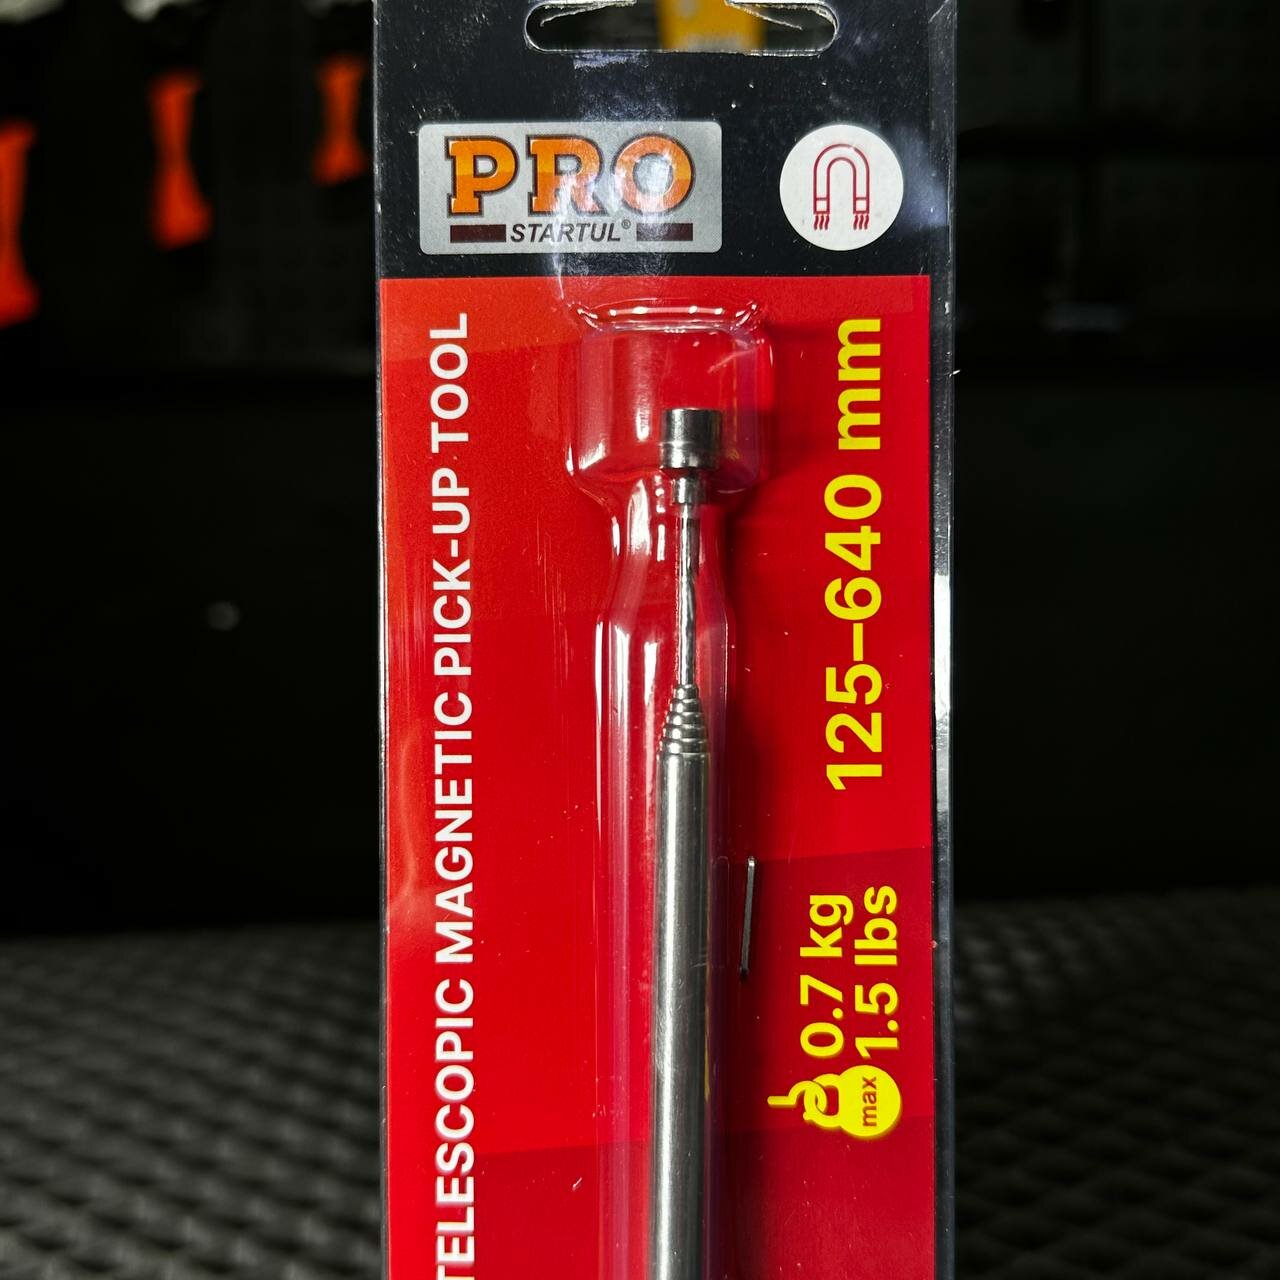 PRO
STARTUL®
TELESCOPIC MAGNETIC PICK-UP TOOL
125–640 mm
max
0.7 kg
1.5 lbs